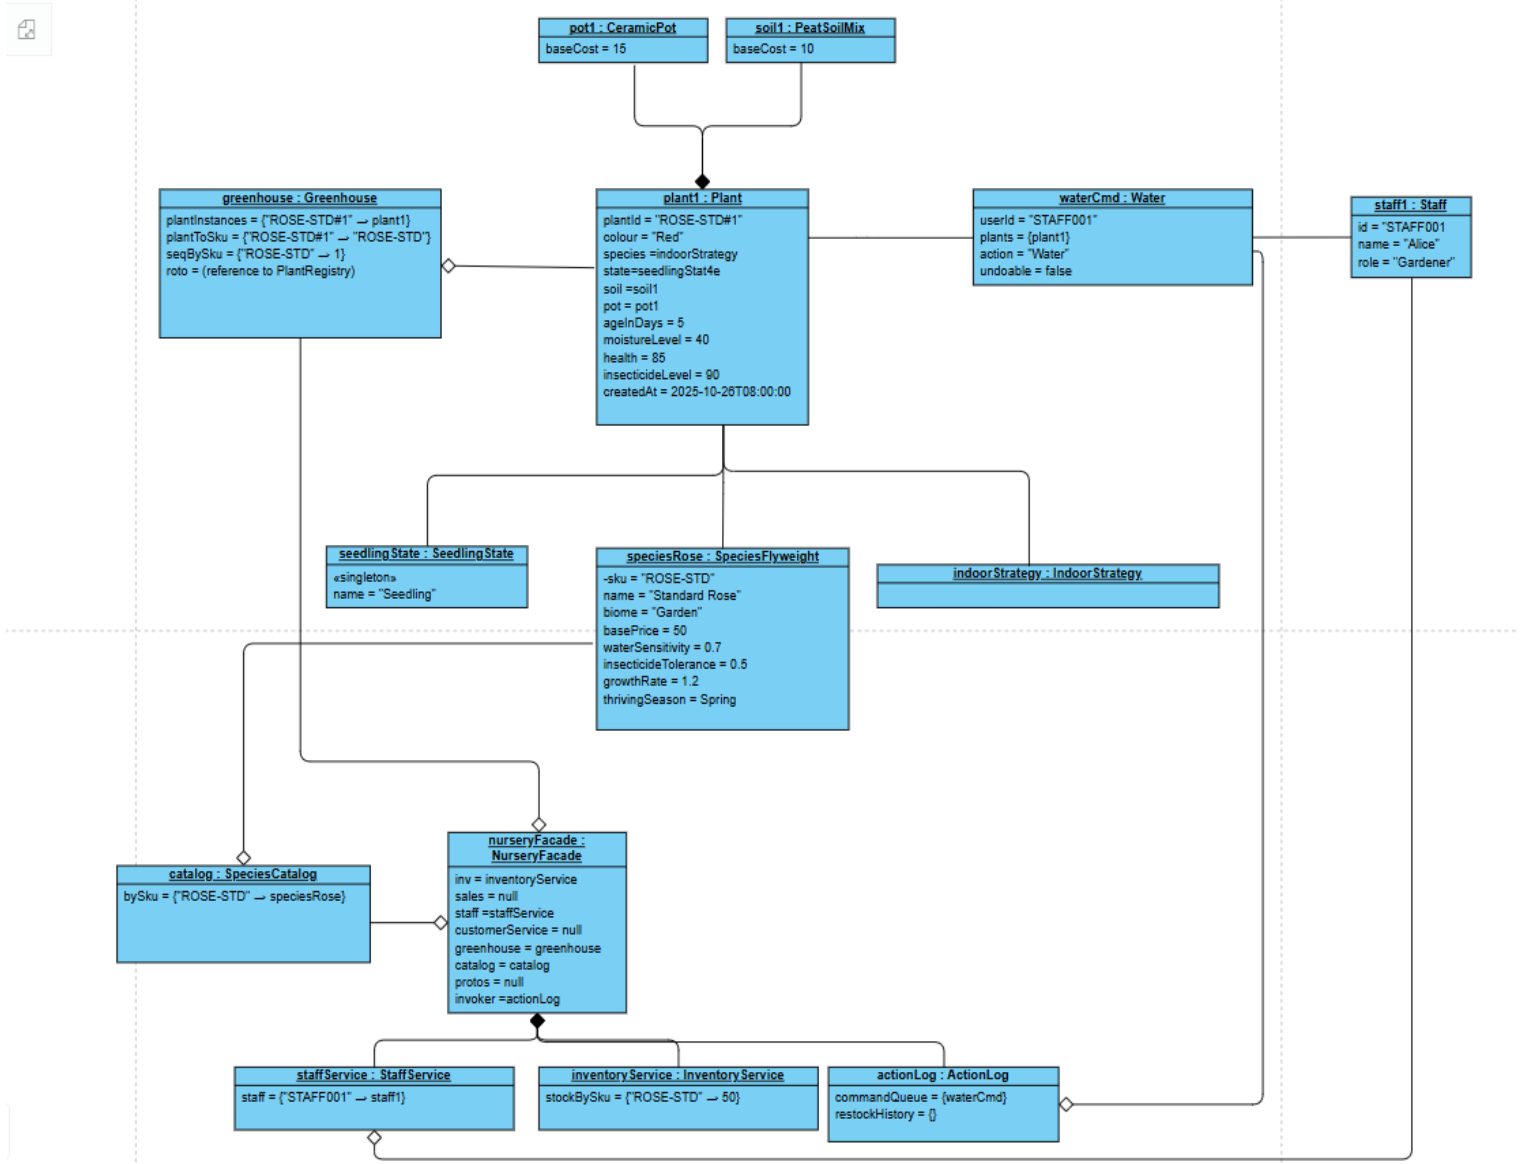 pot1 : CeramicPot
baseCost = 15
soil1 : PeatSoilMix
baseCost = 10
greenhouse : Greenhouse
plantInstances = {"ROSE-STD#1" → plant1}
plantToSku = {"ROSE-STD#1" → "ROSE-STD"}
seqBySku = {"ROSE-STD" → 1}
roto = (reference to PlantRegistry)
plant1 : Plant
plantId = "ROSE-STD#1"
colour = "Red"
species =indoorStrategy
state=seedlingStat4e
soil =soil1
pot = pot1
ageInDays = 5
moistureLevel = 40
health = 85
insecticideLevel = 90
createdAt = 2025-10-26T08:00:00
waterCmd : Water
userId = "STAFF001"
plants = {plant1}
action = "Water"
undoable = false
staff1 : Staff
id = "STAFF001
name = "Alice"
role = "Gardener"
seedlingState : SeedlingState
«singleton»
name = "Seedling"
speciesRose : SpeciesFlyweight
-sku = "ROSE-STD"
name = "Standard Rose"
biome = "Garden"
basePrice = 50
waterSensitivity = 0.7
insecticideTolerance = 0.5
growthRate = 1.2
thrivingSeason = Spring
indoorStrategy : IndoorStrategy
catalog : SpeciesCatalog
bySku = {"ROSE-STD" → speciesRose}
nurseryFacade :
NurseryFacade
inv = inventoryService
sales = null
staff =staffService
customerService = null
greenhouse = greenhouse
catalog = catalog
protos = null
invoker =actionLog
staffService : StaffService
staff = {"STAFF001" → staff1}
inventoryService : InventoryService
stockBySku = {"ROSE-STD" → 50}
actionLog : ActionLog
commandQueue = {waterCmd}
restockHistory = {}